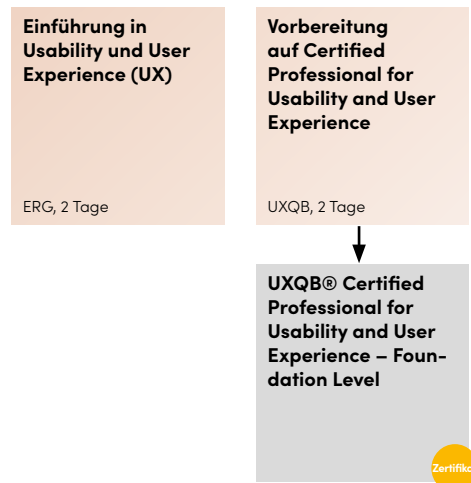 Einführung in
Usability und User
Experience (UX)
ERG, 2 Tage
Vorbereitung
auf Certified
Professional for
Usability and User
Experience
UXQB, 2 Tage
UXQB® Certified
Professional for
Usability and User
Experience – Foun-
dation Level